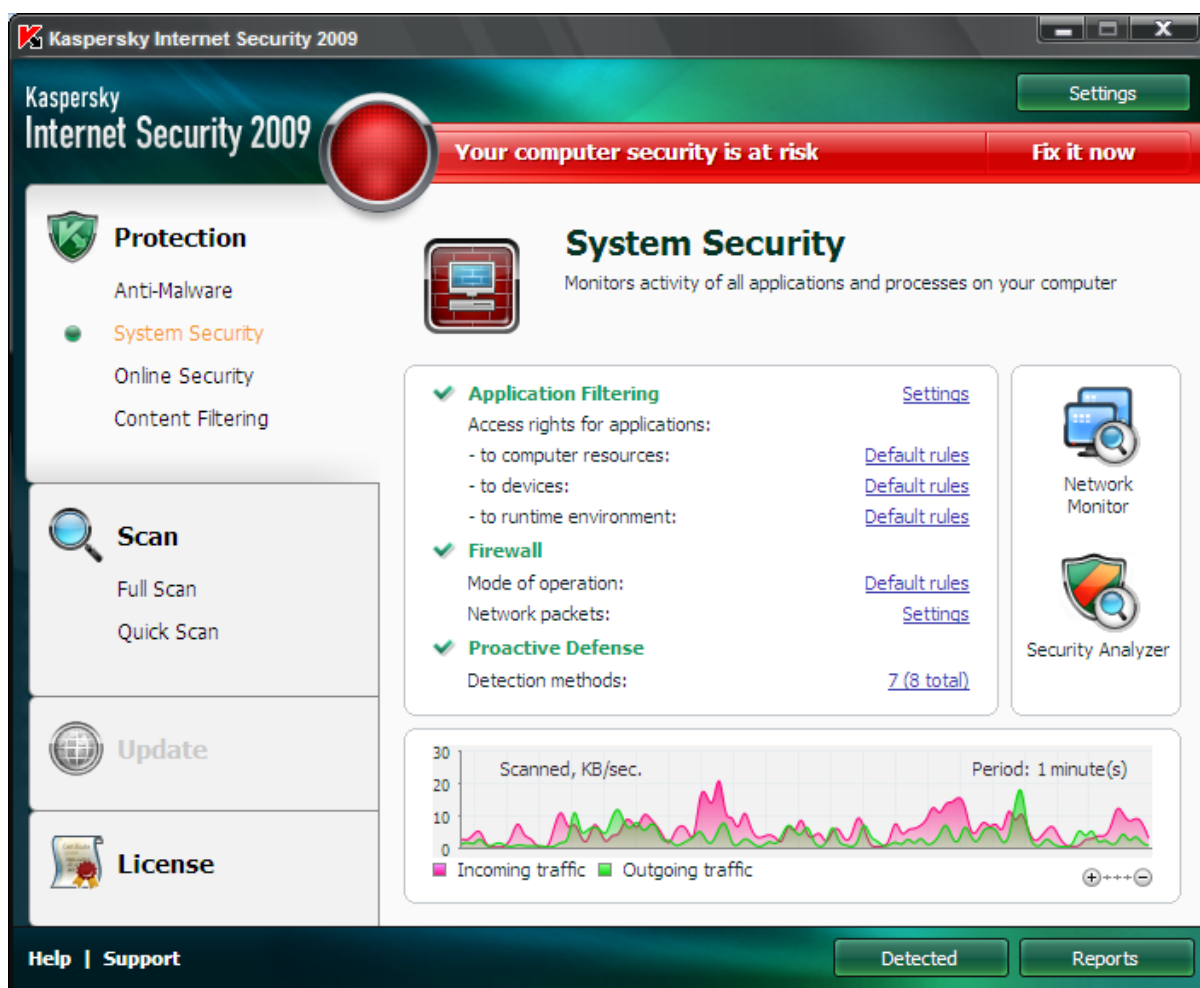 Kaspersky Internet Security 2009
Kaspersky
Internet Security 2009
Settings
Your computer security is at risk
Fix it now
Protection
Anti-Malware
System Security
Online Security
Content Filtering
Scan
Full Scan
Quick Scan
Update
License
System Security
Monitors activity of all applications and processes on your computer
Application Filtering Settings
Access rights for applications:
- to computer resources: Default rules
- to devices: Default rules
- to runtime environment: Default rules
Firewall
Mode of operation: Default rules
Network packets: Settings
Proactive Defense
Detection methods: 7 (8 total)
Network
Monitor
Security Analyzer
30
20
10
0
Scanned, KB/sec. Period: 1 minute(s)
Incoming traffic Outgoing traffic
Help | Support
Detected
Reports